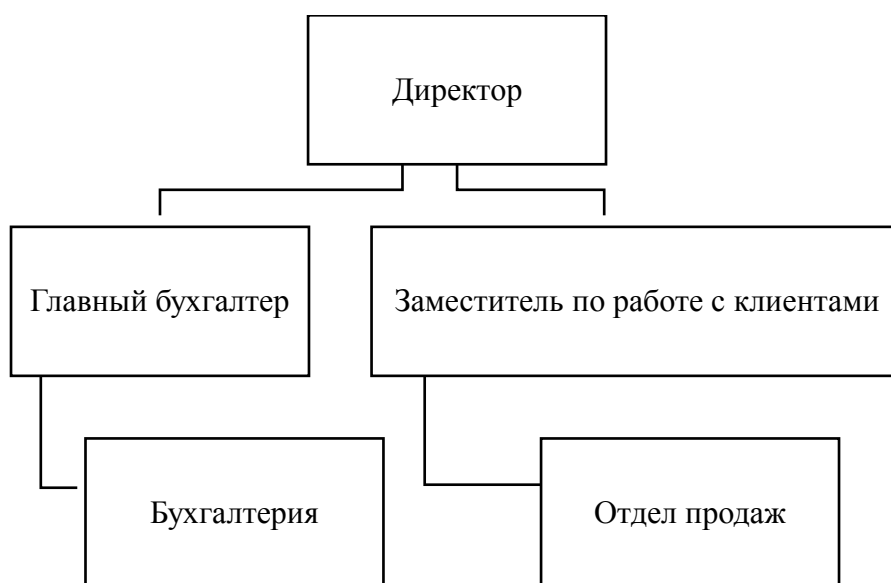 Директор
Главный бухгалтер
Заместитель по работе с клиентами
Бухгалтерия
Отдел продаж